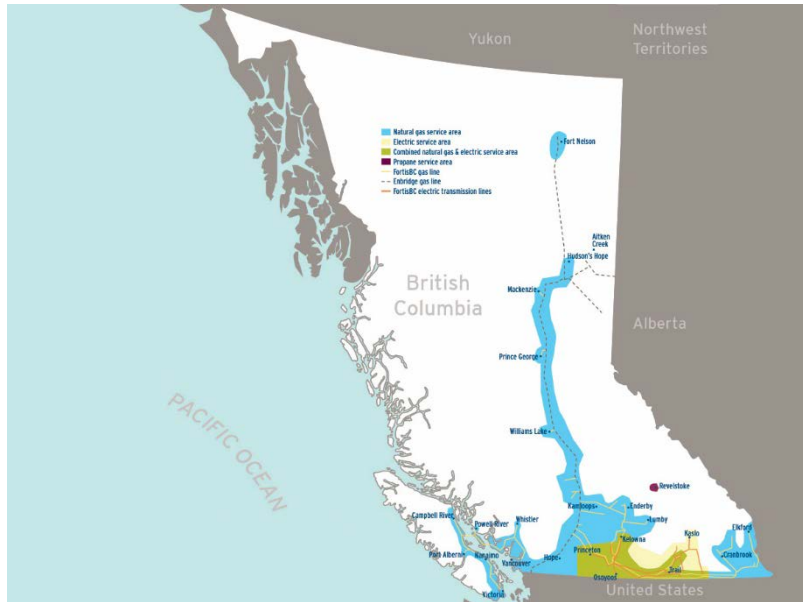 Yukon
Northwest
Territories
Natural gas service area
Electric service area
Combined natural gas & electric service area
Propane service area
FortisBC gas line
Enbridge gas line
FortisBC electric transmission lines
Fort Nelson
Aitken
Creek
Hudson's Hope
British
Columbia
Mackenzie
Alberta
Prince George
PACIFIC OCEAN
Williams Lake
Revelstoke
Kamloops
Enderby
Campbell River
Powell River
Whistler
Lumby
Elkford
Kelowna
Kaslo
Port Alberni
Nanaimo
Vancouver
Hope
Princeton
Cranbrook
Trail
Osoyoos
Victoria
United States